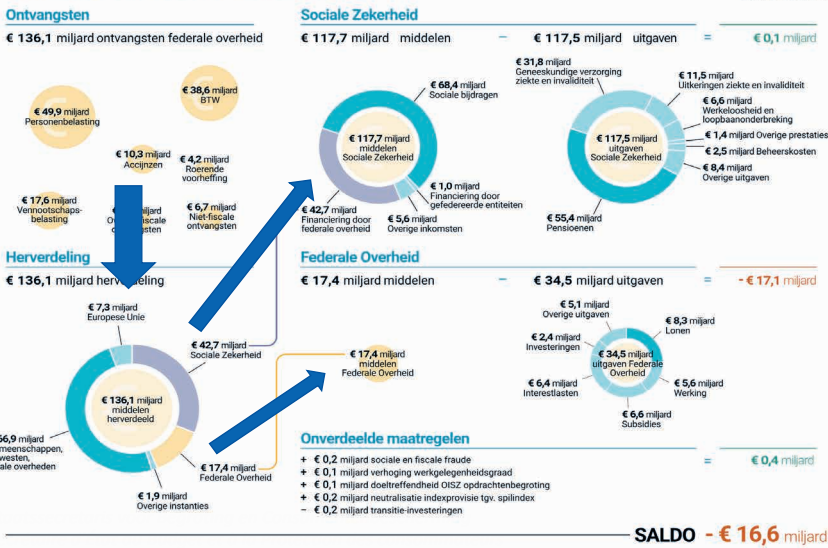 Ontvangsten
€ 136,1 miljard ontvangsten federale overheid
€ 49,9 miljard
Personenbelasting
€ 38,6 miljard
BTW
€ 10,3 miljard
Accijnzen
€ 4,2 miljard
Roerende
voorheffing
€ 17,6 miljard
Vennootschaps-
belasting
€ 6,7 miljard
Niet-fiscale
ontvangsten
Herverdeling
€ 136,1 miljard
€ 7,3 miljard
Europese Unie
€ 42,7 miljard
Sociale Zekerheid
€ 136,1 miljard
middelen
herverdeeld
miljard
€ 17,4 miljard
Federale Overheid
€ 1,9 miljard
Overige instanties
Sociale Zekerheid
€ 117,7 miljard middelen – € 117,5 miljard uitgaven = € 0,1 miljard
€ 68,4 miljard
Sociale bijdragen
€ 117,7 miljard
middelen
Sociale Zekerheid
€ 1,0 miljard
Financiering door
gefedereerde entiteiten
€ 42,7 miljard
Financiering door
federale overheid
€ 5,6 miljard
Overige inkomsten
€ 31,8 miljard
Geneeskundige verzorging
ziekte en invaliditeit
€ 11,5 miljard
Uitkeringen ziekte en invaliditeit
€ 6,6 miljard
Werkeloosheid en
loopbaanonderbreking
€ 1,4 miljard Overige prestaties
€ 2,5 miljard Beheerskosten
€ 8,4 miljard
Overige uitgaven
€ 117,5 miljard
uitgaven
Sociale Zekerheid
€ 55,4 miljard
Pensioenen
Federale Overheid
€ 17,4 miljard middelen – € 34,5 miljard uitgaven = - € 17,1 miljard
€ 17,4 miljard
middelen
Federale Overheid
€ 5,1 miljard
Overige uitgaven
€ 8,3 miljard
Lonen
€ 2,4 miljard
Investeringen
€ 34,5 miljard
uitgaven Federale
Overheid
€ 6,4 miljard
Interestlasten
€ 5,6 miljard
Werking
€ 6,6 miljard
Subsidies
Onverdeelde maatregelen
+ € 0,2 miljard sociale en fiscale fraude
+ € 0,1 miljard verhoging werkgelegenheidsgraad
+ € 0,1 miljard doeltreffendheid OISZ opdrachtenbegroting
+ € 0,2 miljard neutralisatie indexprovisie tgv. spilindex
– € 0,2 miljard transitie-investeringen
= € 0,4 miljard
SALDO - € 16,6 miljard